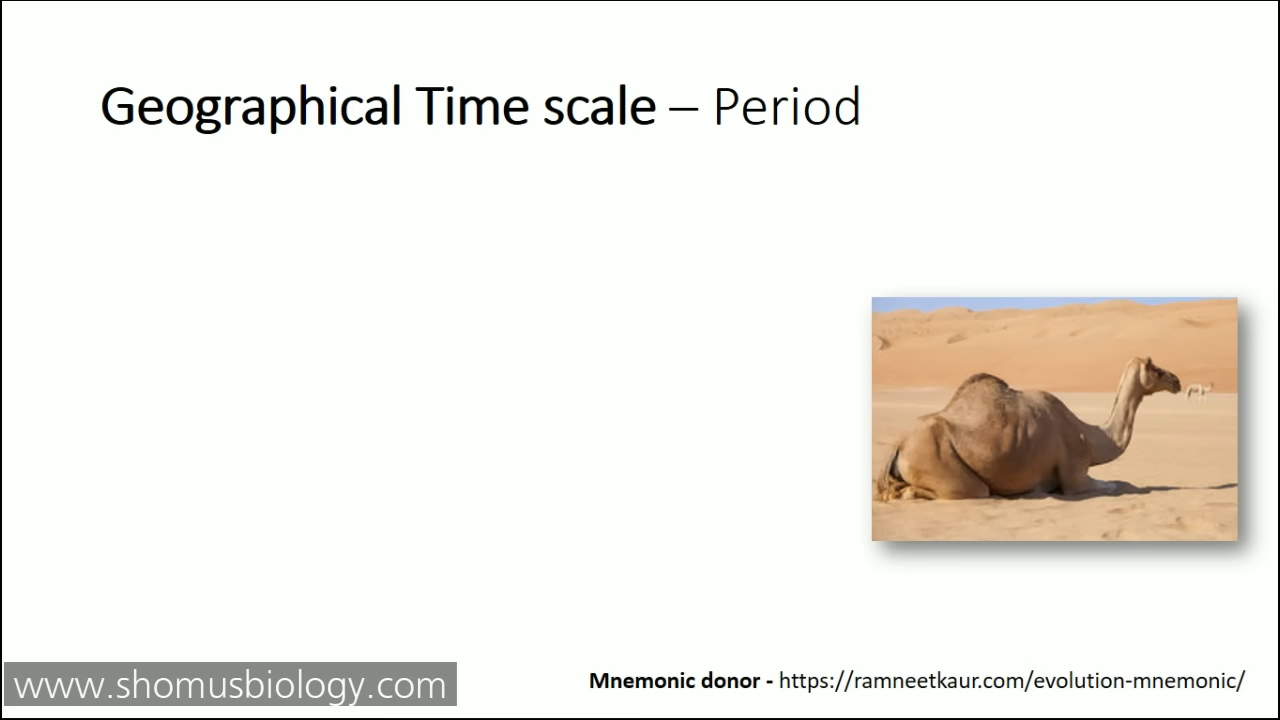 Geographical Time scale – Period
www.shomusbiology.com
Mnemonic donor - https://ramneetkaur.com/evolution-mnemonic/